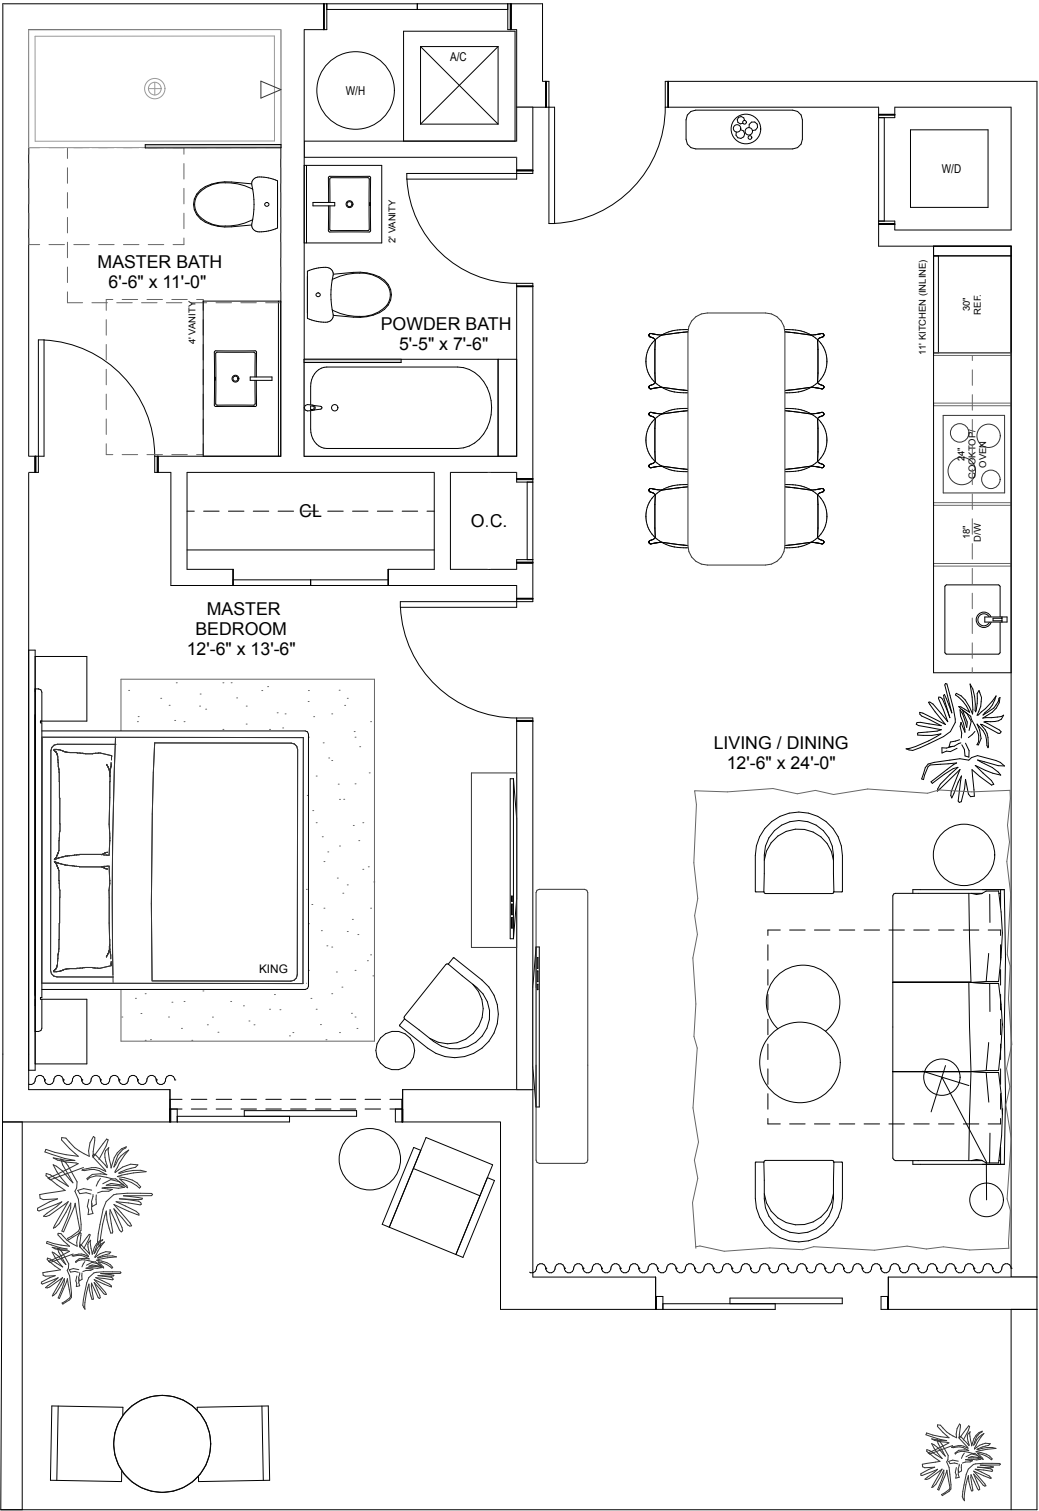 A/C
W/H
W/D
2' VANITY
MASTER BATH
6'-6" x 11'-0"
4' VANITY
POWDER BATH
5'-5" x 7'-6"
11' KITCHEN (INLINE)
30"
REF.
24"
COOKTOP/
OVEN
18"
D/W
CL
O.C.
MASTER
BEDROOM
12'-6" x 13'-6"
LIVING / DINING
12'-6" x 24'-0"
KING